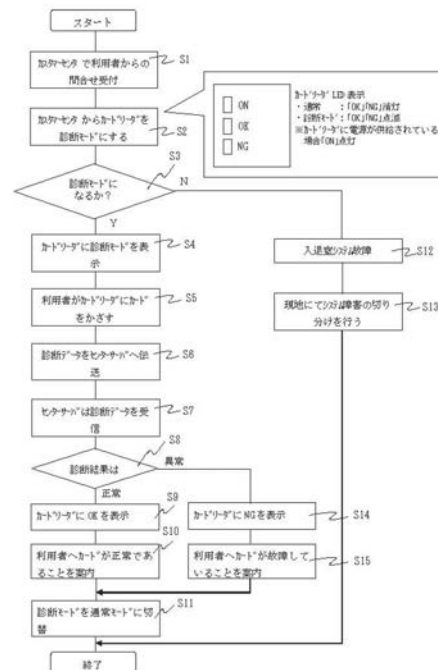 スタート
カスタマーセンタ で利用者からの
問合せ受付
S1
カスタマーセンタ からカードリーダを
診断モードにする
S2
ON
OK
NG
カードリーダ LED 表示
・通常 :「OK」「NG」消灯
・診断モード:「OK」「NG」点滅
※カードリーダに電源が供給されている
場合「ON」点灯
S3
診断モードに
なるか?
N
Y
カードリーダに診断モードを表
示
S4
入退室システム故障
S12
利用者がカードリーダにカード
をかざす
S5
現地にてシステム障害の切り
分けを行う
S13
診断データをセンターサーバへ伝
送
S6
センターサーバは診断データを受
信
S7
S8
診断結果は
異常
正常
カードリーダに OK を表示
S9
カードリーダに NG を表示
S14
利用者へカードが正常であ
ることを案内
S10
利用者へカードが故障して
いることを案内
S15
診断モードを通常モードに切
替
S11
終了